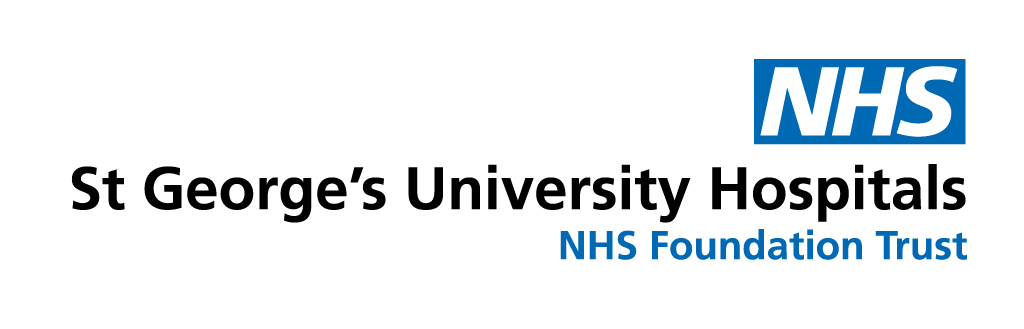 NHS
St George’s University Hospitals
NHS Foundation Trust